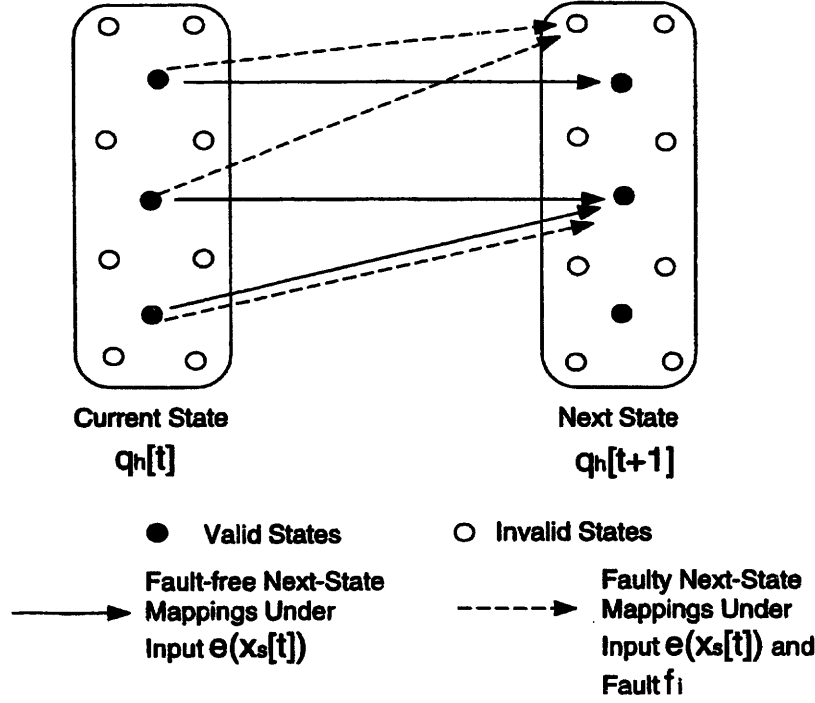 Current State
qh[t]
Next State
qh[t+1]
Valid States
Invalid States
Fault-free Next-State
Mappings Under
Input e(xs[t])
Faulty Next-State
Mappings Under
Input e(xs[t]) and
Fault fi